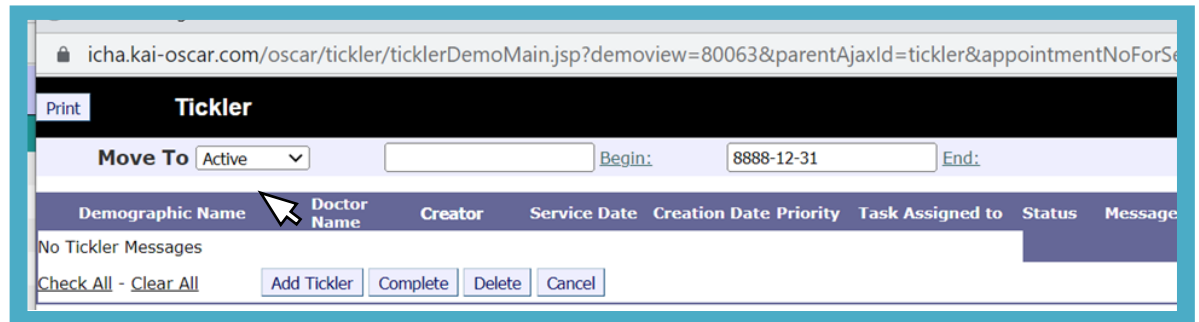 icha.kai-oscar.com/oscar/tickler/ticklerDemoMain.jsp?demoview=80063&parentAjaxId=tickler&appointmentNoForSe
Print Tickler
Move To Active Begin: 8888-12-31 End:
Demographic Name Doctor Name Creator Service Date Creation Date Priority Task Assigned to Status Message
No Tickler Messages
Check All - Clear All Add Tickler Complete Delete Cancel